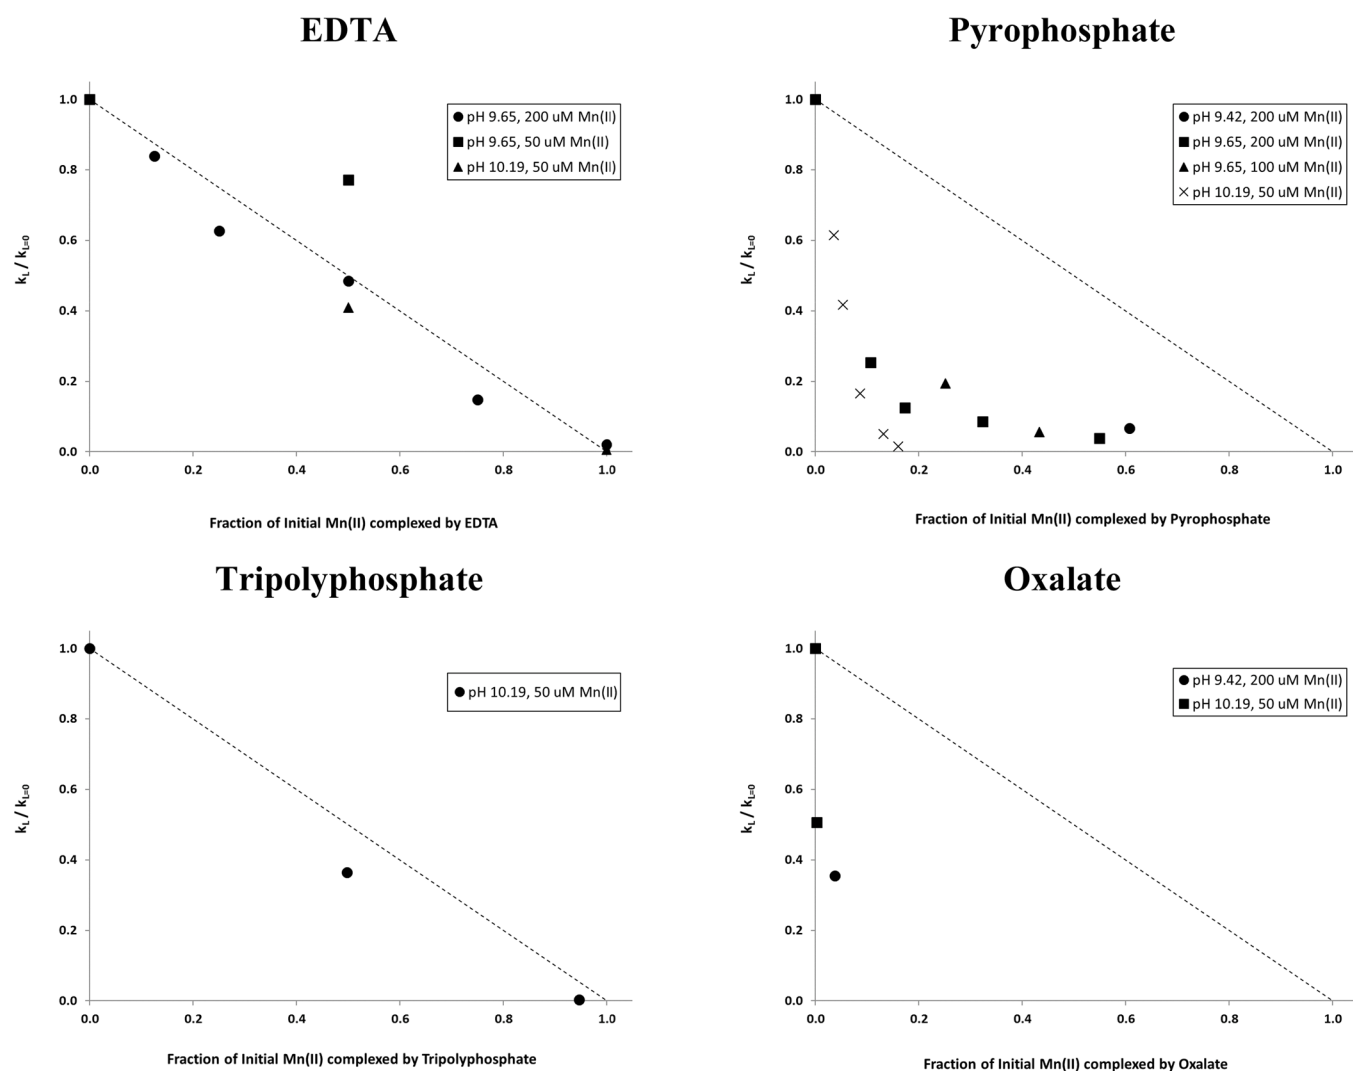 EDTA
1.0
0.8
0.6
0.4
0.2
0.0
kL / kL=0
pH 9.65, 200 uM Mn(II)
pH 9.65, 50 uM Mn(II)
pH 10.19, 50 uM Mn(II)
0.0 0.2 0.4 0.6 0.8 1.0
Fraction of Initial Mn(II) complexed by EDTA
Pyrophosphate
1.0
0.8
0.6
0.4
0.2
0.0
kL / kL=0
pH 9.42, 200 uM Mn(II)
pH 9.65, 200 uM Mn(II)
pH 9.65, 100 uM Mn(II)
pH 10.19, 50 uM Mn(II)
0.0 0.2 0.4 0.6 0.8 1.0
Fraction of Initial Mn(II) complexed by Pyrophosphate
Tripolyphosphate
1.0
0.8
0.6
0.4
0.2
0.0
kL / kL=0
pH 10.19, 50 uM Mn(II)
0.0 0.2 0.4 0.6 0.8 1.0
Fraction of Initial Mn(II) complexed by Tripolyphosphate
Oxalate
1.0
0.8
0.6
0.4
0.2
0.0
kL / kL=0
pH 9.42, 200 uM Mn(II)
pH 10.19, 50 uM Mn(II)
0.0 0.2 0.4 0.6 0.8 1.0
Fraction of Initial Mn(II) complexed by Oxalate